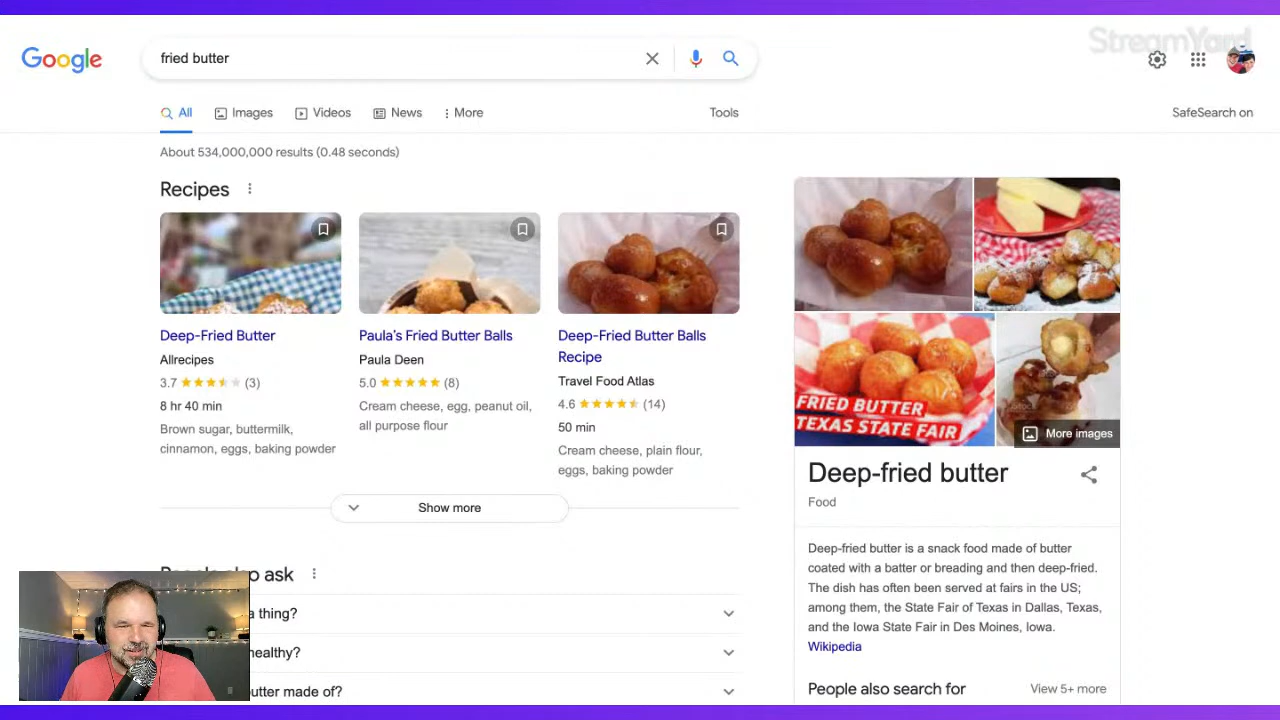 StreamYard
Google
fried butter
All
Images
Videos
News
More
Tools
SafeSearch on
About 534,000,000 results (0.48 seconds)
Recipes
Deep-Fried Butter
Allrecipes
3.7 (3)
8 hr 40 min
Brown sugar, buttermilk,
cinnamon, eggs, baking powder
Paula's Fried Butter Balls
Paula Deen
5.0 (8)
Cream cheese, egg, peanut oil,
all purpose flour
Deep-Fried Butter Balls
Recipe
Travel Food Atlas
4.6 (14)
50 min
Cream cheese, plain flour,
eggs, baking powder
Show more
also ask
a thing?
healthy?
utter made of?
FRIED BUTTER
TEXAS STATE FAIR
More images
Deep-fried butter
Food
Deep-fried butter is a snack food made of butter
coated with a batter or breading and then deep-fried.
The dish has often been served at fairs in the US;
among them, the State Fair of Texas in Dallas, Texas,
and the Iowa State Fair in Des Moines, Iowa.
Wikipedia
People also search for
View 5+ more